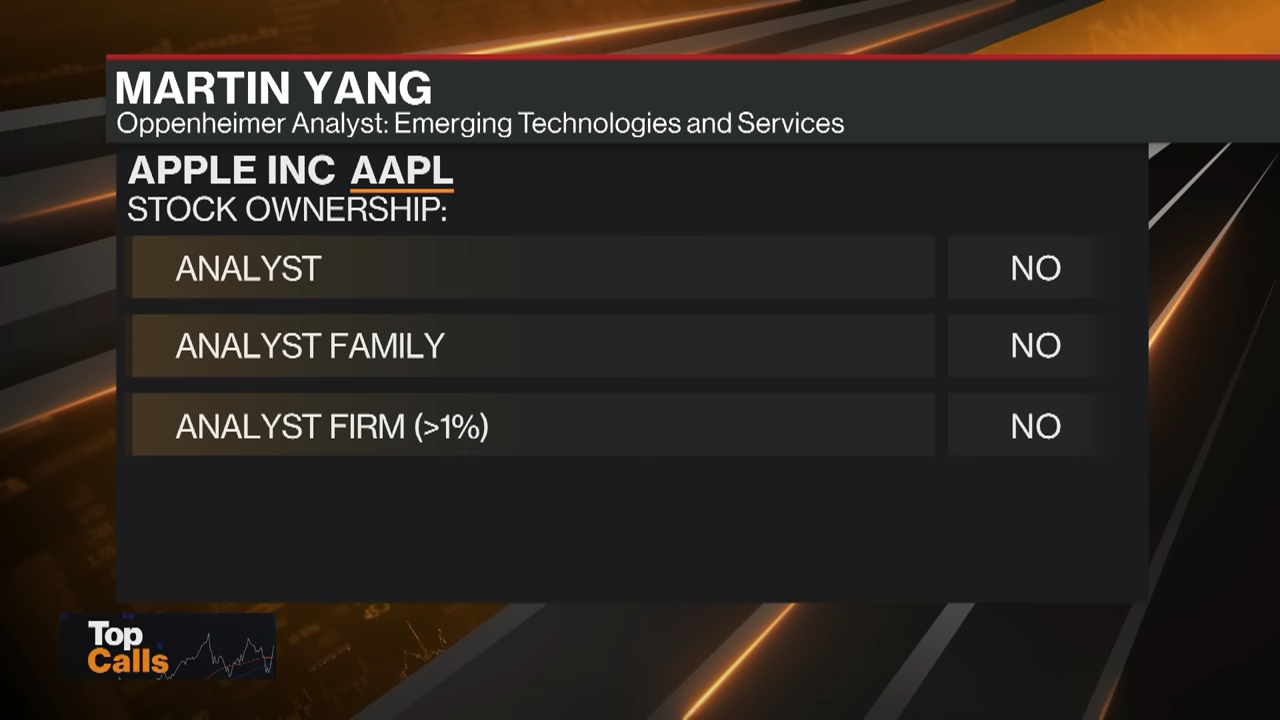 MARTIN YANG
Oppenheimer Analyst: Emerging Technologies and Services
APPLE INC AAPL
STOCK OWNERSHIP:
ANALYST NO
ANALYST FAMILY NO
ANALYST FIRM (>1%) NO
Top
Calls